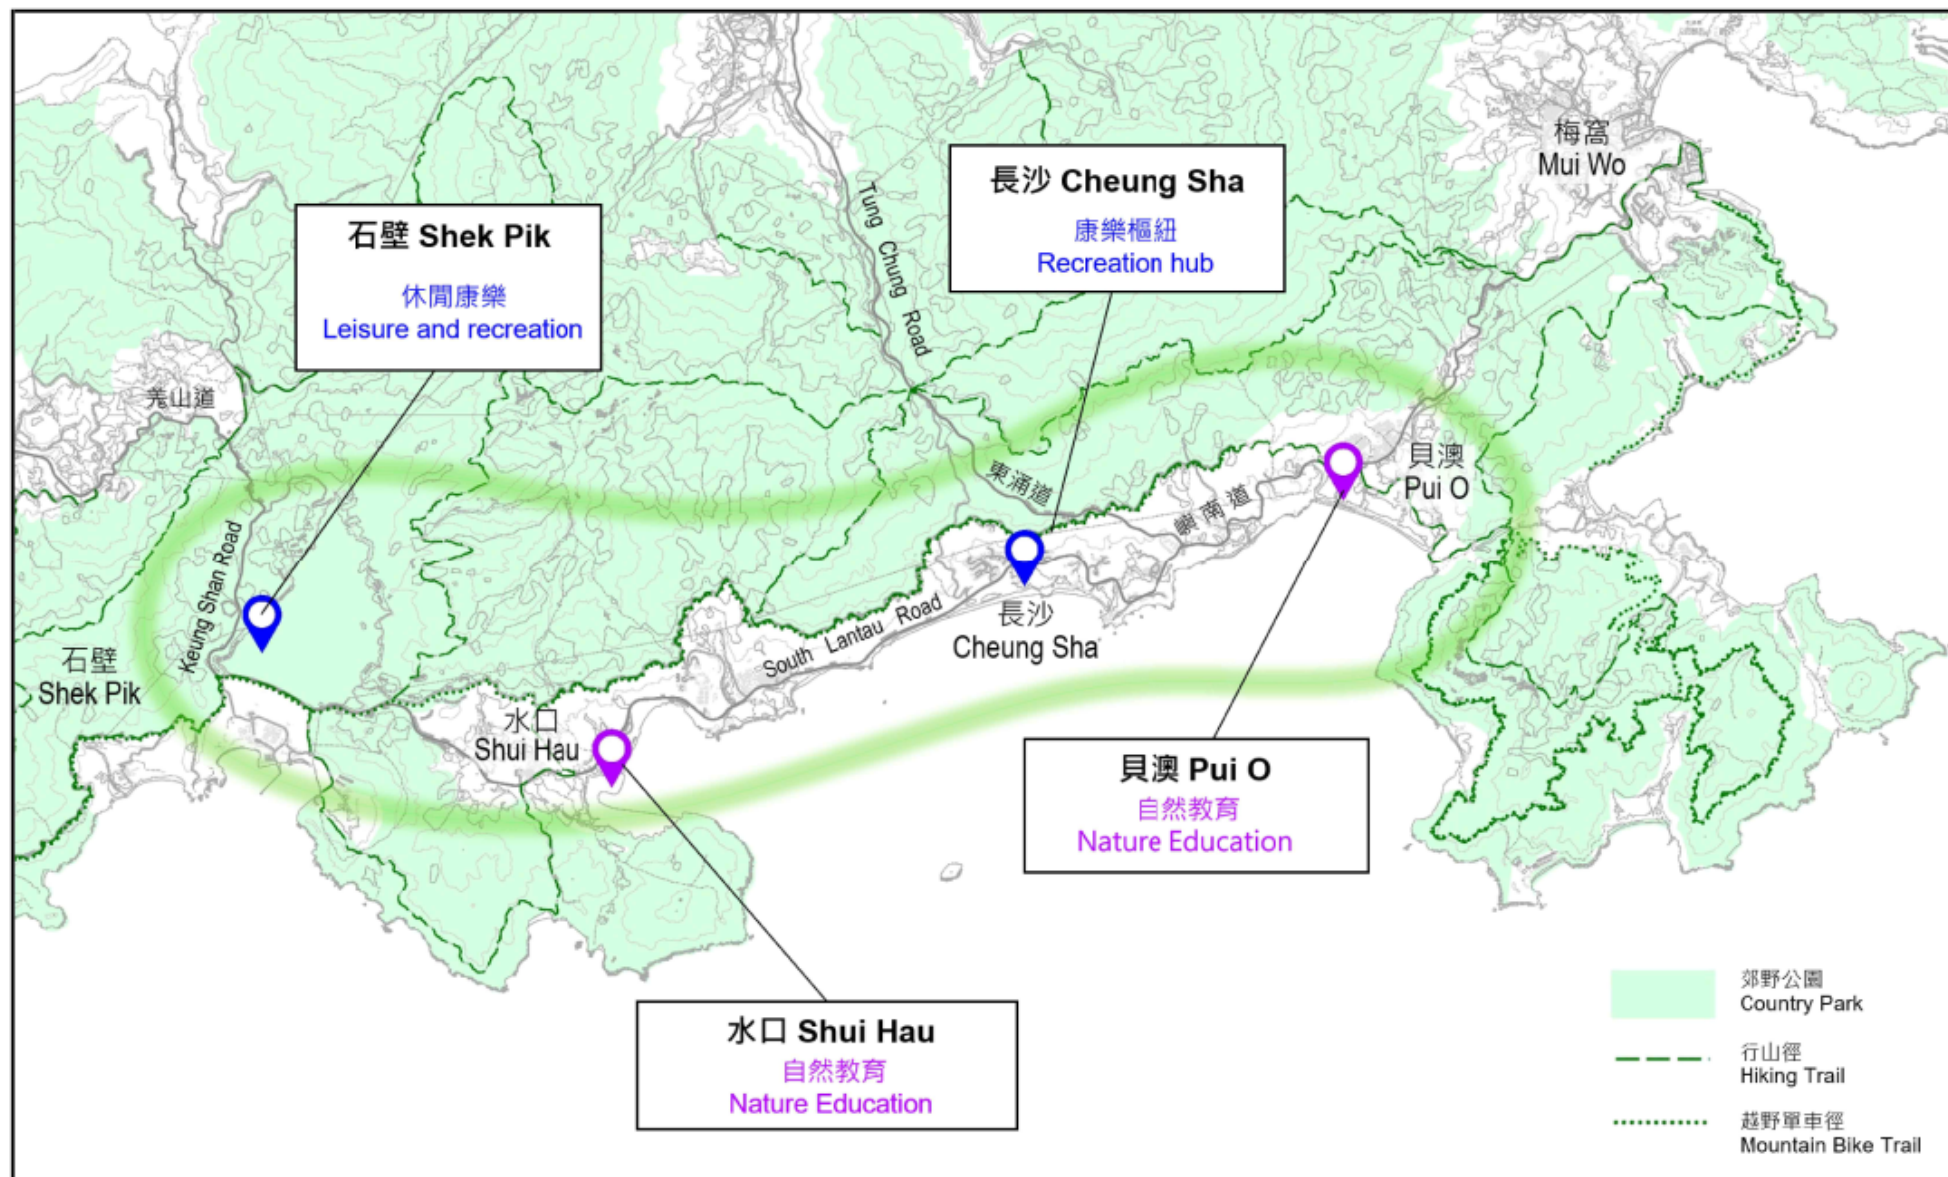 梅窩
Mui Wo
長沙 Cheung Sha
康樂樞紐
Recreation hub
Tung Chung Road
石壁 Shek Pik
休閒康樂
Leisure and recreation
羗山道
東涌道
嶼南道
貝澳
Pui O
Keung Shan Road
South Lantau Road
長沙
Cheung Sha
石壁
Shek Pik
水口
Shui Hau
貝澳 Pui O
自然教育
Nature Education
水口 Shui Hau
自然教育
Nature Education
郊野公園
Country Park
行山徑
Hiking Trail
越野單車徑
Mountain Bike Trail